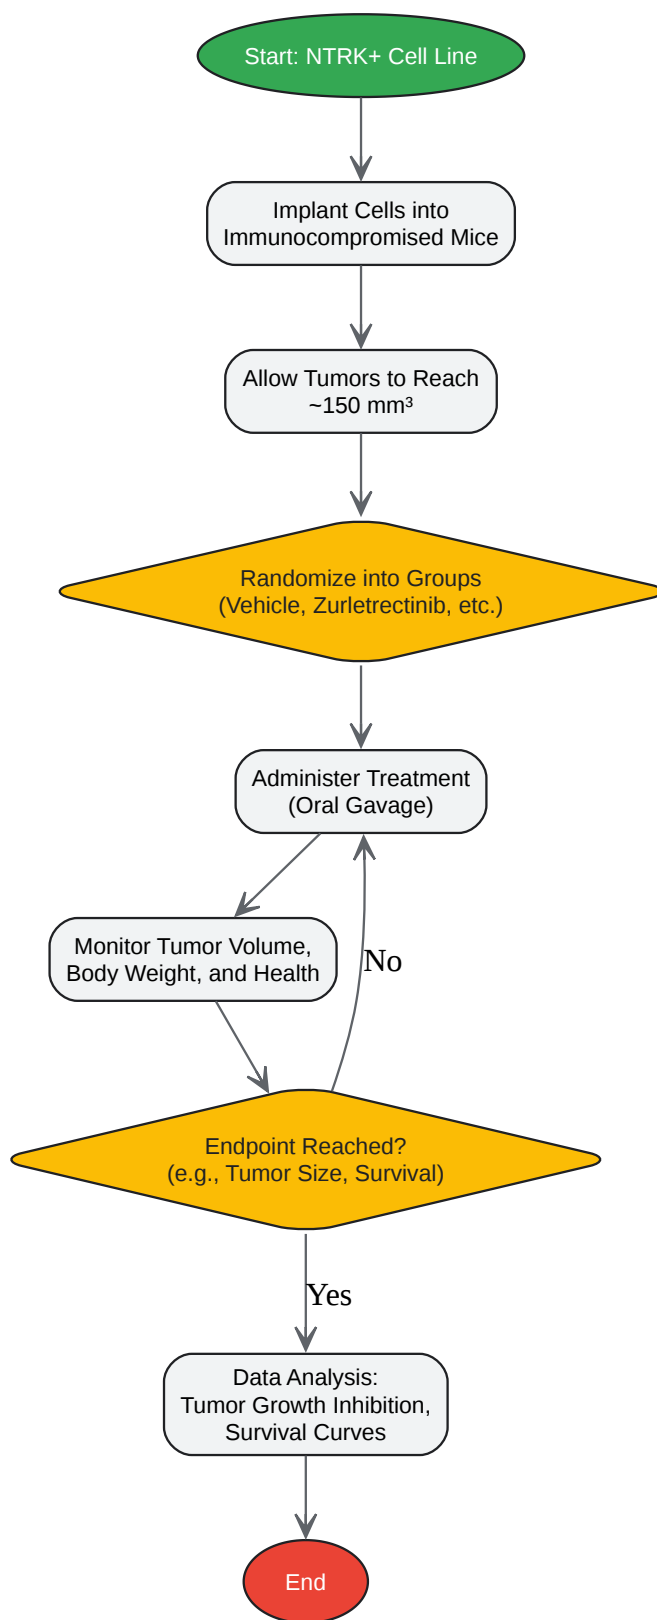 Start: NTRK+ Cell Line
Implant Cells into
Immunocompromised Mice
Allow Tumors to Reach
~150 mm³
Randomize into Groups
(Vehicle, Zurletrectinib, etc.)
Administer Treatment
(Oral Gavage)
Monitor Tumor Volume,
Body Weight, and Health
No
Endpoint Reached?
(e.g., Tumor Size, Survival)
Yes
Data Analysis:
Tumor Growth Inhibition,
Survival Curves
End